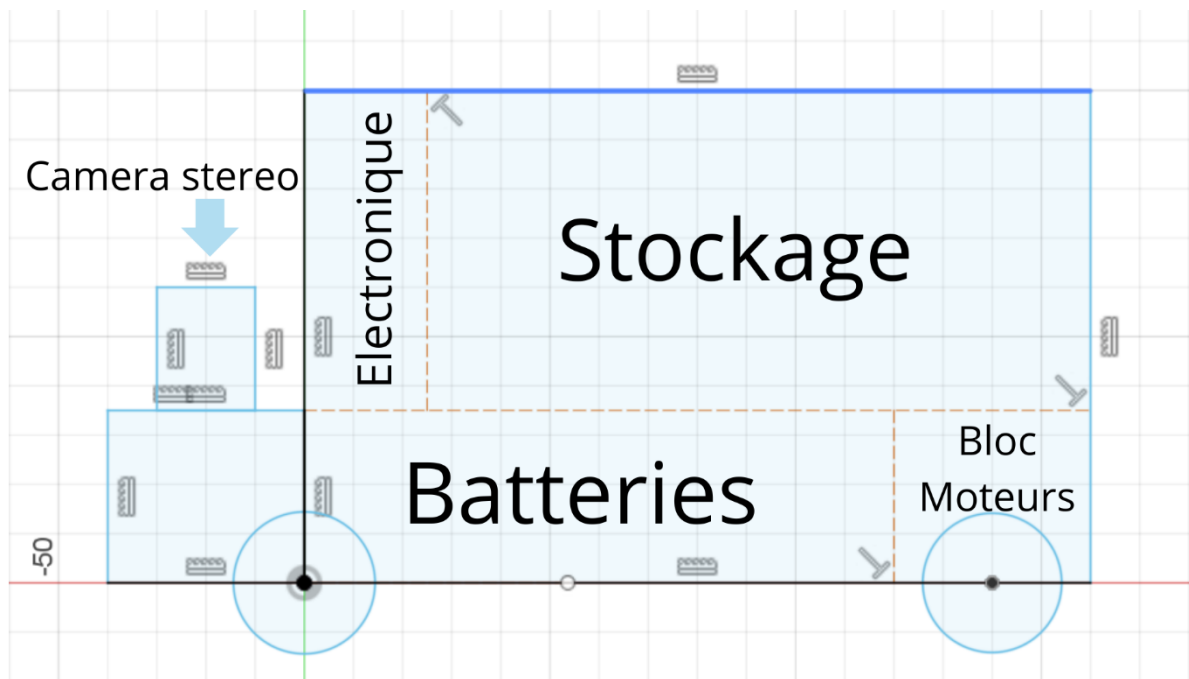 Camera stereo
Electronique
Stockage
Batteries
Bloc
Moteurs
-50